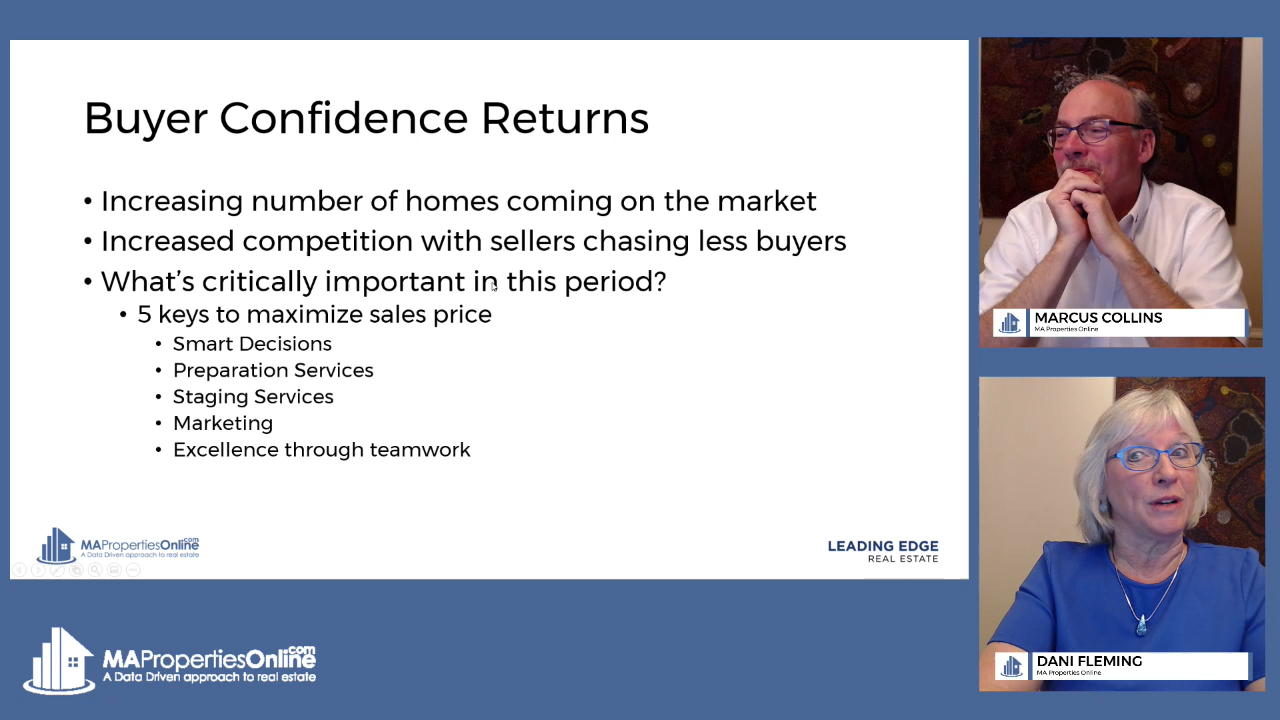 Buyer Confidence Returns
• Increasing number of homes coming on the market
• Increased competition with sellers chasing less buyers
• What's critically important in this period?
• 5 keys to maximize sales price
• Smart Decisions
• Preparation Services
• Staging Services
• Marketing
• Excellence through teamwork
MAPropertiesOnline.com
A Data Driven approach to real estate
LEADING EDGE
REAL ESTATE
MARCUS COLLINS
MA Properties Online
DANI FLEMING
MA Properties Online
MAPropertiesOnline.com
A Data Driven approach to real estate